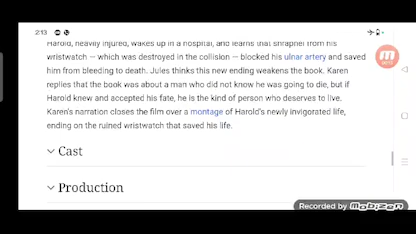 2:13
Harold, heavily injured, wakes up in a hospital, and learns that shrapnel from his
wristwatch -- which was destroyed in the collision -- blocked his ulnar artery and saved
him from bleeding to death. Jules thinks this new ending weakens the book. Karen
replies that the book was about a man who did not know he was going to die, but if
Harold knew and accepted his fate, he is the kind of person who deserves to live.
Karen's narration closes the film over a montage of Harold's newly invigorated life,
ending on the ruined wristwatch that saved his life.
Cast
Production
Recorded by mobizen